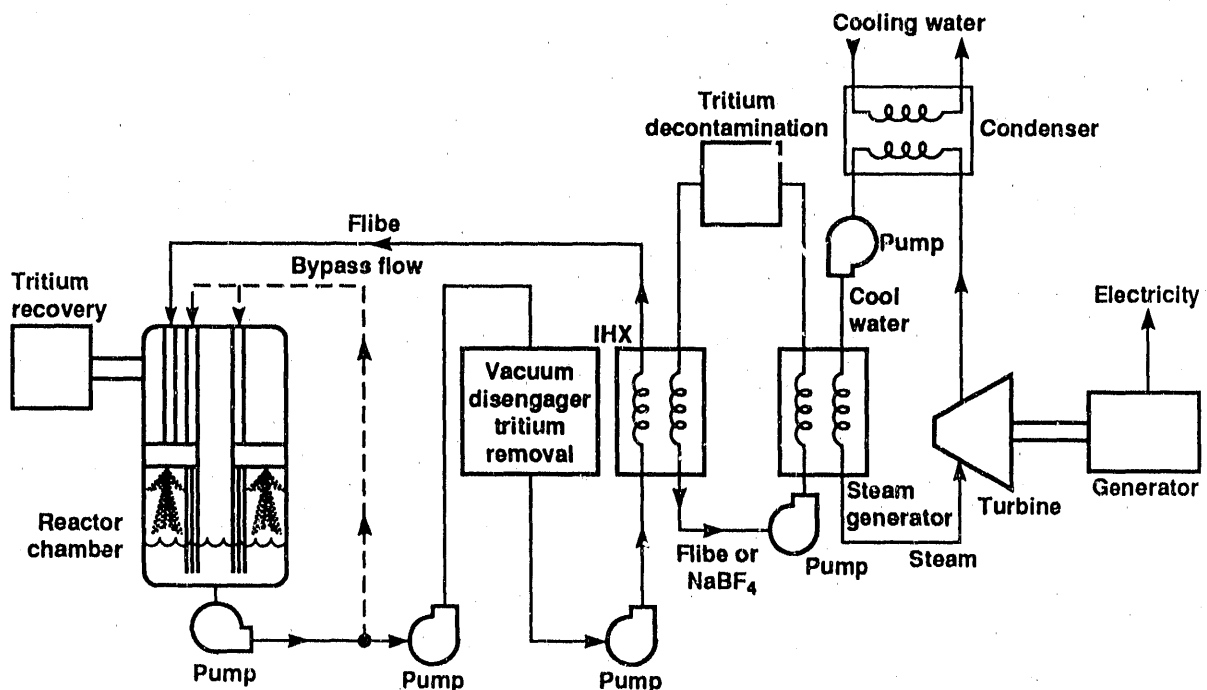 Cooling water
Tritium
decontamination
Condenser
Flibe
Pump
Bypass flow
Tritium
recovery
Cool
water
Electricity
IHX
Vacuum
disengager
tritium
removal
Reactor
chamber
Steam
generator
Turbine
Generator
Flibe or
NaBF4
Pump
Steam
Pump
Pump
Pump